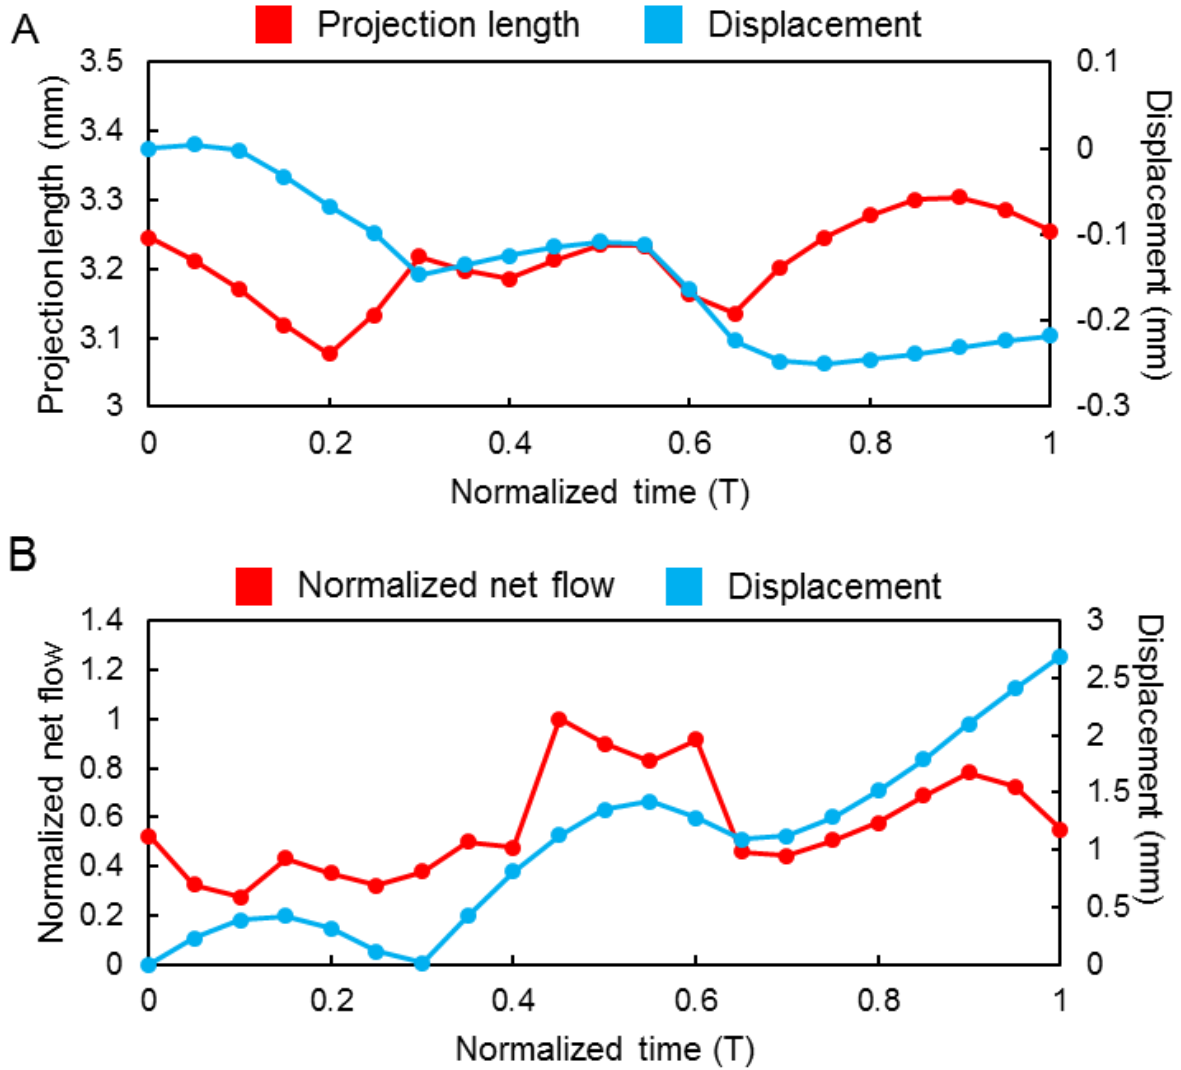 A
Projection length Displacement
Projection length (mm)
3.5
3.4
3.3
3.2
3.1
3
0.1
0
-0.1
-0.2
-0.3
Displacement (mm)
0 0.2 0.4 0.6 0.8 1
Normalized time (T)
B
Normalized net flow Displacement
Normalized net flow
1.4
1.2
1
0.8
0.6
0.4
0.2
0
3
2.5
2
1.5
1
0.5
0
Displacement (mm)
0 0.2 0.4 0.6 0.8 1
Normalized time (T)